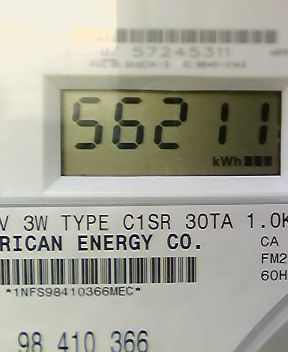 57245311
56211
kWh
V 3W TYPE C1SR 30TA 1.0K
RICAN ENERGY CO.
CA
FM2
60H
*1NFS98410366MEC*
98 410 366